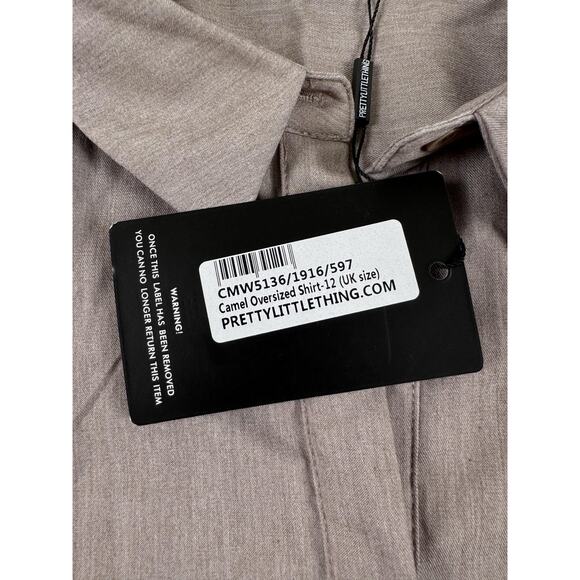 PRETTYLITTLETHING
CMW5136/1916/597
Camel Oversized Shirt-12 (UK size)
PRETTYLITTLETHING.COM
WARNING!
ONCE THIS LABEL HAS BEEN REMOVED
YOU CAN NO LONGER RETURN THIS ITEM